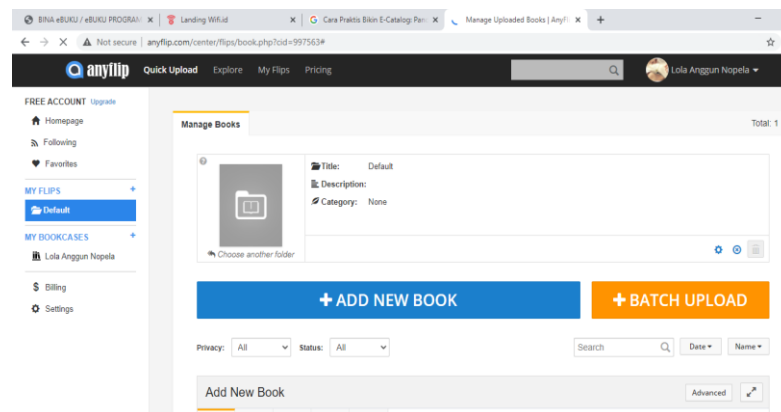 BINA eBUKU / eBUKU PROGRAM
Landing Wifi.id
Cara Praktis Bikin E-Catalog: Pan
Manage Uploaded Books | AnyFl
Not secure | anyflip.com/center/flips/book.php?cid=997563#
anyflip Quick Upload Explore My Flips Pricing Lola Anggun Nopela
FREE ACCOUNT Upgrade
Homepage
Following
Favorites
MY FLIPS +
Default
MY BOOKCASES +
Lola Anggun Nopela
Billing
Settings
Manage Books Total: 1
Title: Default
Description:
Category: None
Choose another folder
+ ADD NEW BOOK + BATCH UPLOAD
Privacy: All Status: All Search Date Name
Add New Book Advanced